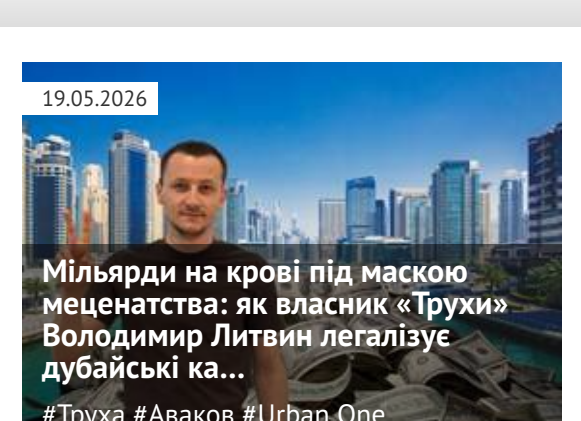 19.05.2026
Мільярди на крові під маскою
меценатства: як власник «Трухи»
Володимир Литвин легалізує
дубайські ка...
#Труха #Аваков #Urban One